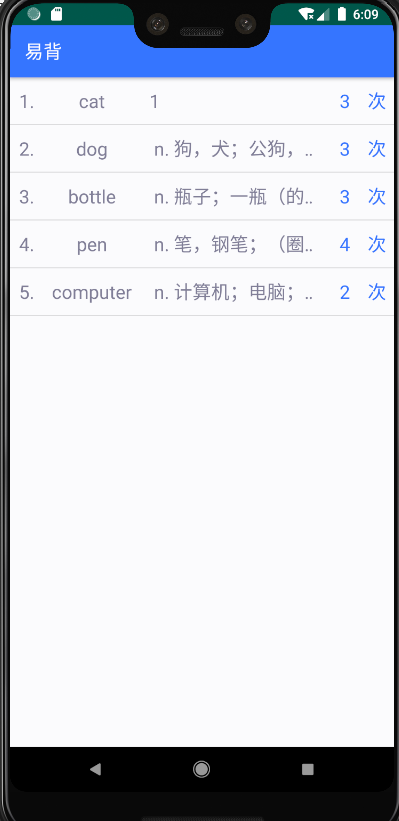 6:09
易背
1. cat 1 3 次
2. dog n. 狗，犬；公狗，.. 3 次
3. bottle n. 瓶子；一瓶（的.. 3 次
4. pen n. 笔，钢笔；（圈.. 4 次
5. computer n. 计算机；电脑；.. 2 次